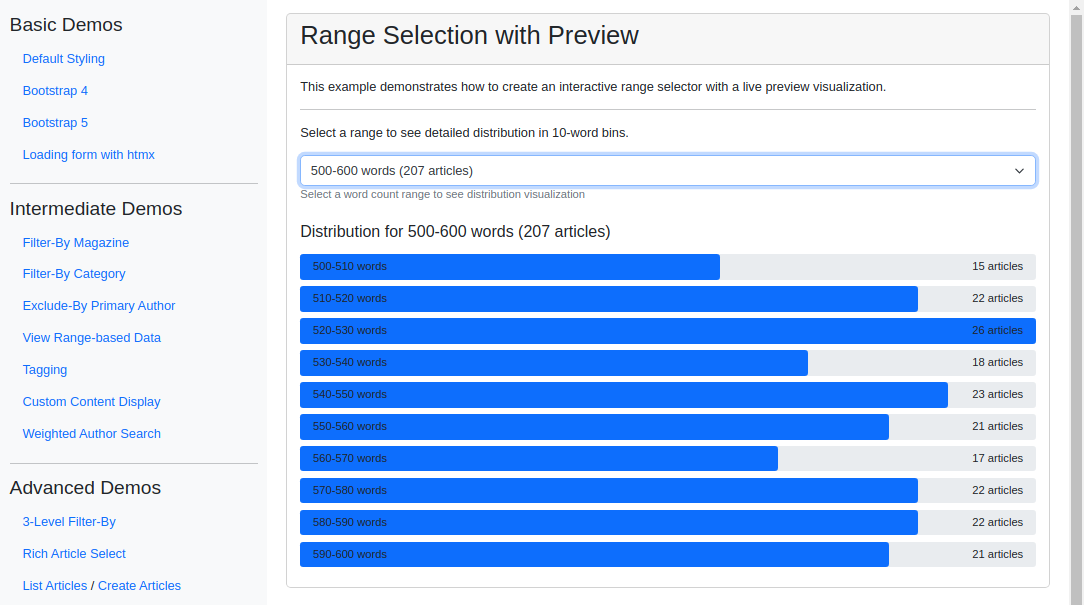 Basic Demos
Default Styling
Bootstrap 4
Bootstrap 5
Loading form with htmx
Intermediate Demos
Filter-By Magazine
Filter-By Category
Exclude-By Primary Author
View Range-based Data
Tagging
Custom Content Display
Weighted Author Search
Advanced Demos
3-Level Filter-By
Rich Article Select
List Articles / Create Articles
Range Selection with Preview
This example demonstrates how to create an interactive range selector with a live preview visualization.
Select a range to see detailed distribution in 10-word bins.
500-600 words (207 articles)
Select a word count range to see distribution visualization
Distribution for 500-600 words (207 articles)
500-510 words 15 articles
510-520 words 22 articles
520-530 words 26 articles
530-540 words 18 articles
540-550 words 23 articles
550-560 words 21 articles
560-570 words 17 articles
570-580 words 22 articles
580-590 words 22 articles
590-600 words 21 articles